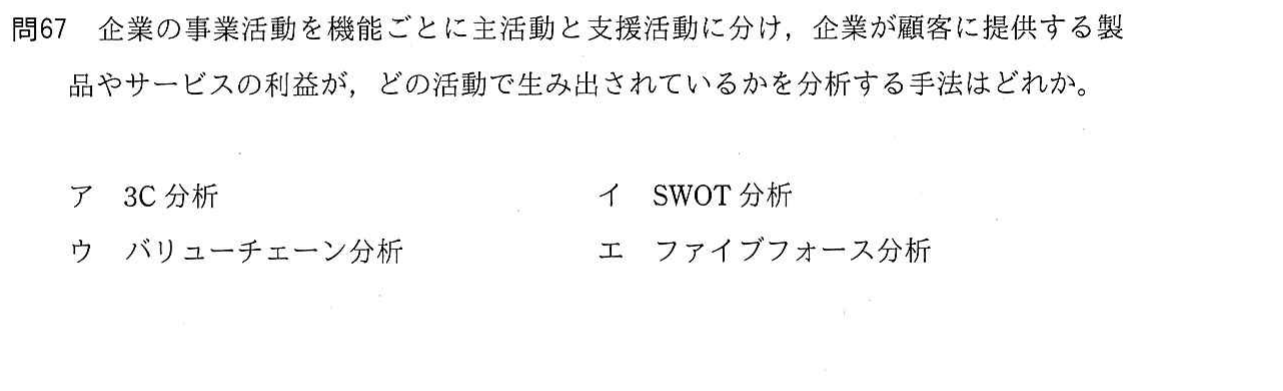 問67 企業の事業活動を機能ごとに主活動と支援活動に分け，企業が顧客に提供する製
品やサービスの利益が，どの活動で生み出されているかを分析する手法はどれか。
ア 3C 分析 イ SWOT 分析
ウ バリューチェーン分析 エ ファイブフォース分析